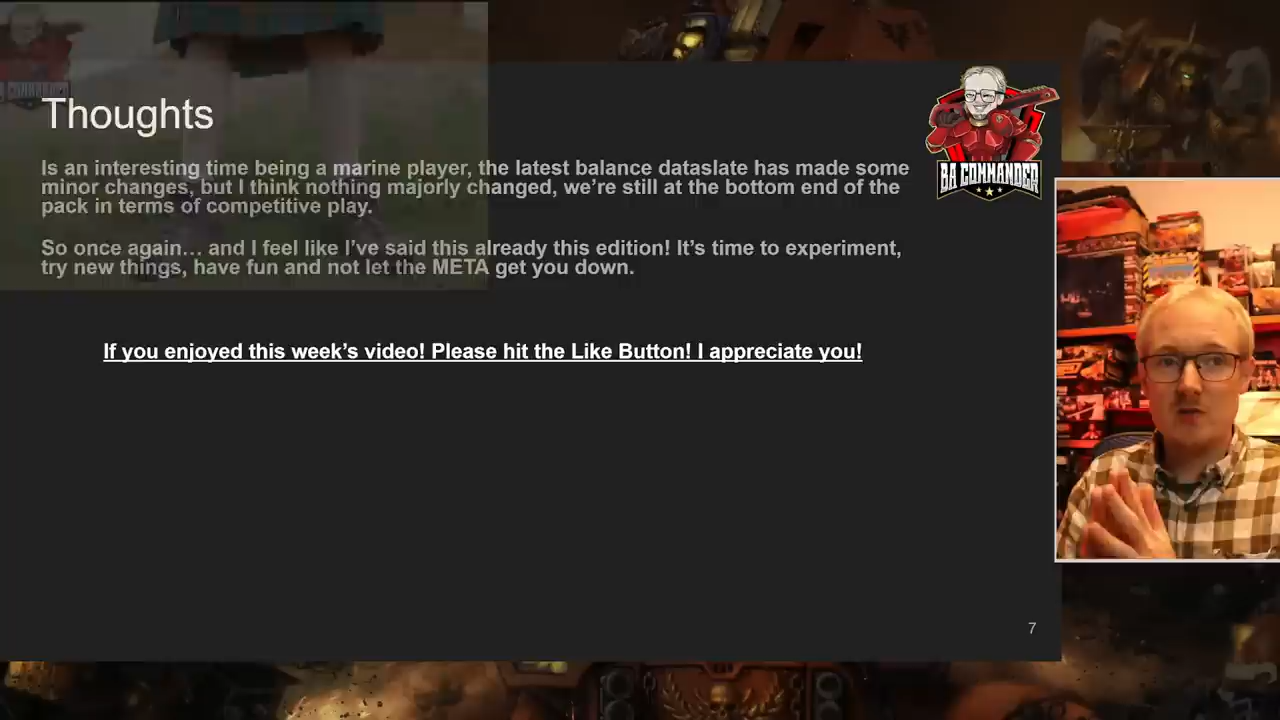 Thoughts
Is an interesting time being a marine player, the latest balance dataslate has made some
minor changes, but I think nothing majorly changed, we're still at the bottom end of the
pack in terms of competitive play.
So once again… and I feel like I've said this already this edition! It's time to experiment,
try new things, have fun and not let the META get you down.
If you enjoyed this week's video! Please hit the Like Button! I appreciate you!
BA COMMANDER
7